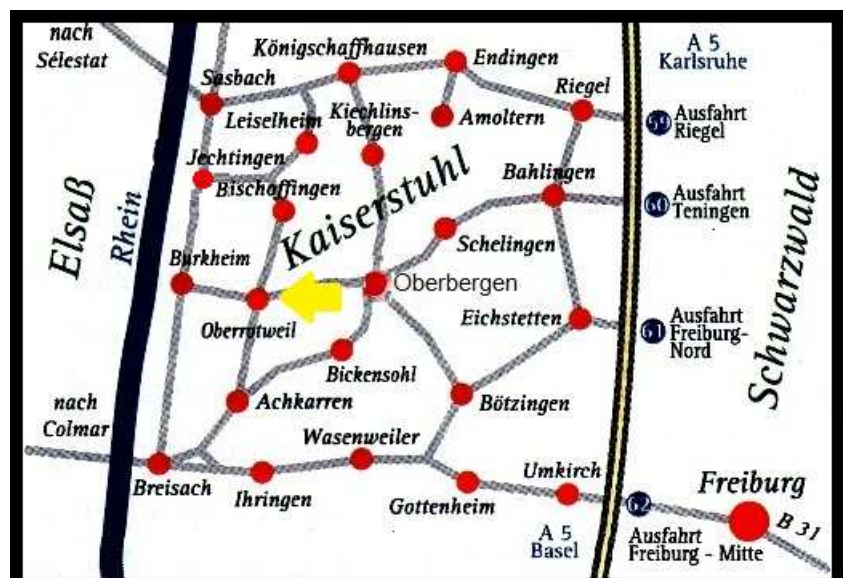 nach
Sélestat
Königschaffhausen
Endingen
A 5
Karlsruhe
Sasbach
Riegel
Leiselheim
Kiechlins-
bergen
Amoltern
59 Ausfahrt
Riegel
Jechtingen
Bischoffingen
Bahlingen
Kaiserstuhl
60 Ausfahrt
Teningen
Elsaß
Rhein
Schwarzwald
Burkheim
Schelingen
Oberbergen
Oberrotweil
Eichstetten
61 Ausfahrt
Freiburg-
Nord
Bickensohl
nach
Colmar
Achkarren
Bötzingen
Wasenweiler
Breisach
Ihringen
Gottenheim
Umkirch
Freiburg
62
B 31
A 5
Basel
Ausfahrt
Freiburg - Mitte